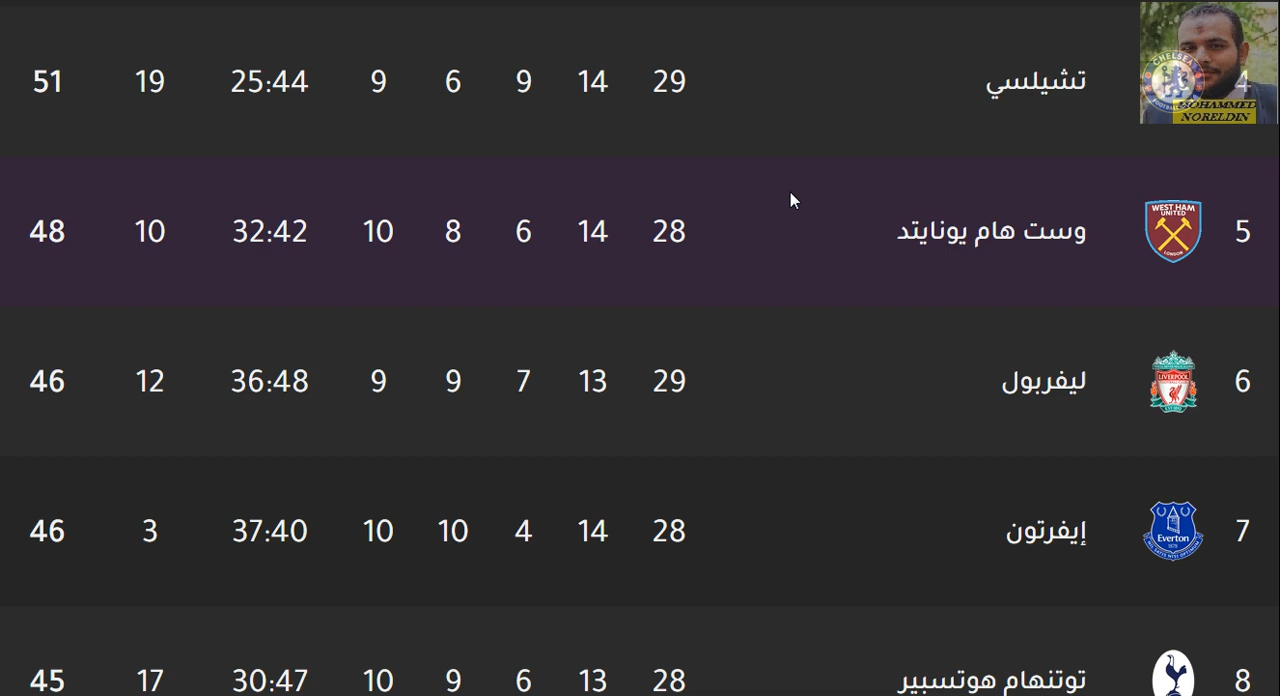 4 تشيلسي 29 14 9 6 9 25:44 19 51
CHELSEA
FOOTBALL CLUB
MOHAMMED
NORELDIN
5 وست هام يونايتد 28 14 6 8 10 32:42 10 48
WEST HAM
UNITED
LONDON
6 ليفربول 29 13 7 9 9 36:48 12 46
LIVERPOOL
7 إيفرتون 28 14 4 10 10 37:40 3 46
Everton
1878
8 توتنهام هوتسبير 28 13 6 9 10 30:47 17 45